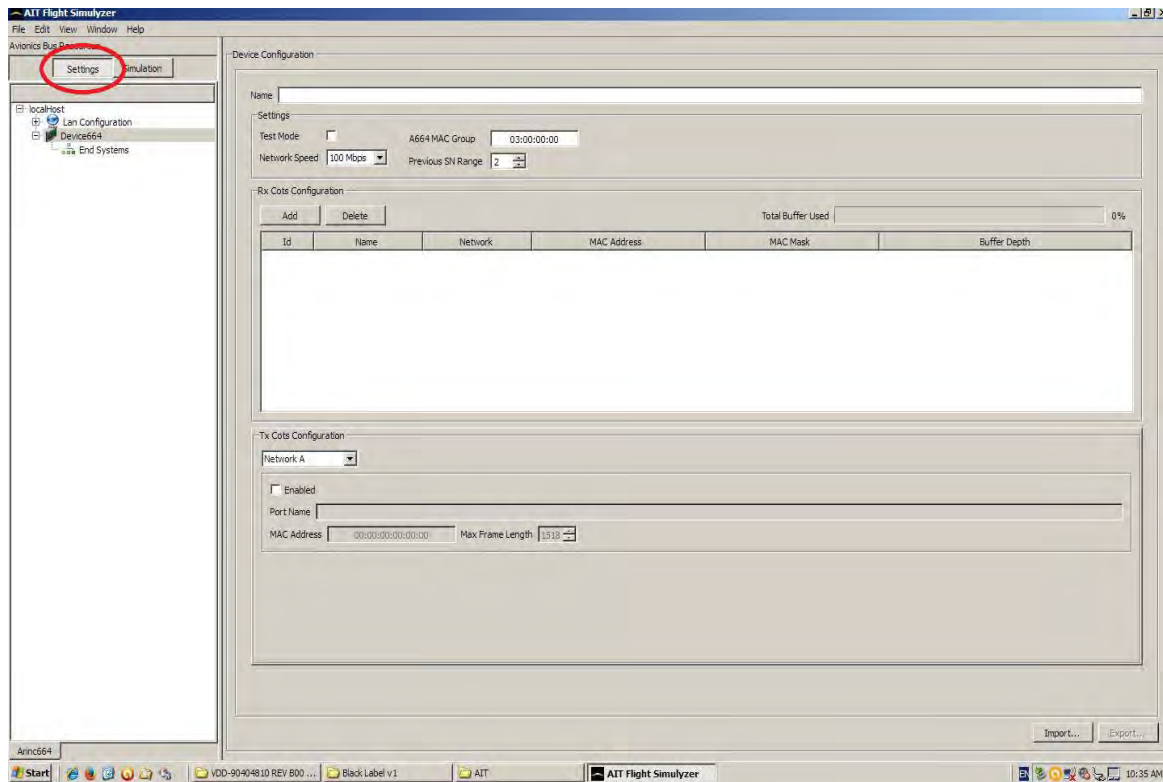 AIT Flight Simulyzer
File Edit View Window Help
Avionics Bus
Settings Simulation
localHost
Lan Configuration
Device664
End Systems
Arinc664
Device Configuration
Name
Settings
Test Mode A664 MAC Group 03:00:00:00
Network Speed 100 Mbps Previous SN Range 2
Rx Cots Configuration
Add Delete Total Buffer Used 0%
Id Name Network MAC Address MAC Mask Buffer Depth
Tx Cots Configuration
Network A
Enabled
Port Name
MAC Address 00:00:00:00:00:00 Max Frame Length 1518
Import... Export...
Start VDD-90404810 REV B00 ... Black Label v1 AIT AIT Flight Simulyzer EN 10:35 AM